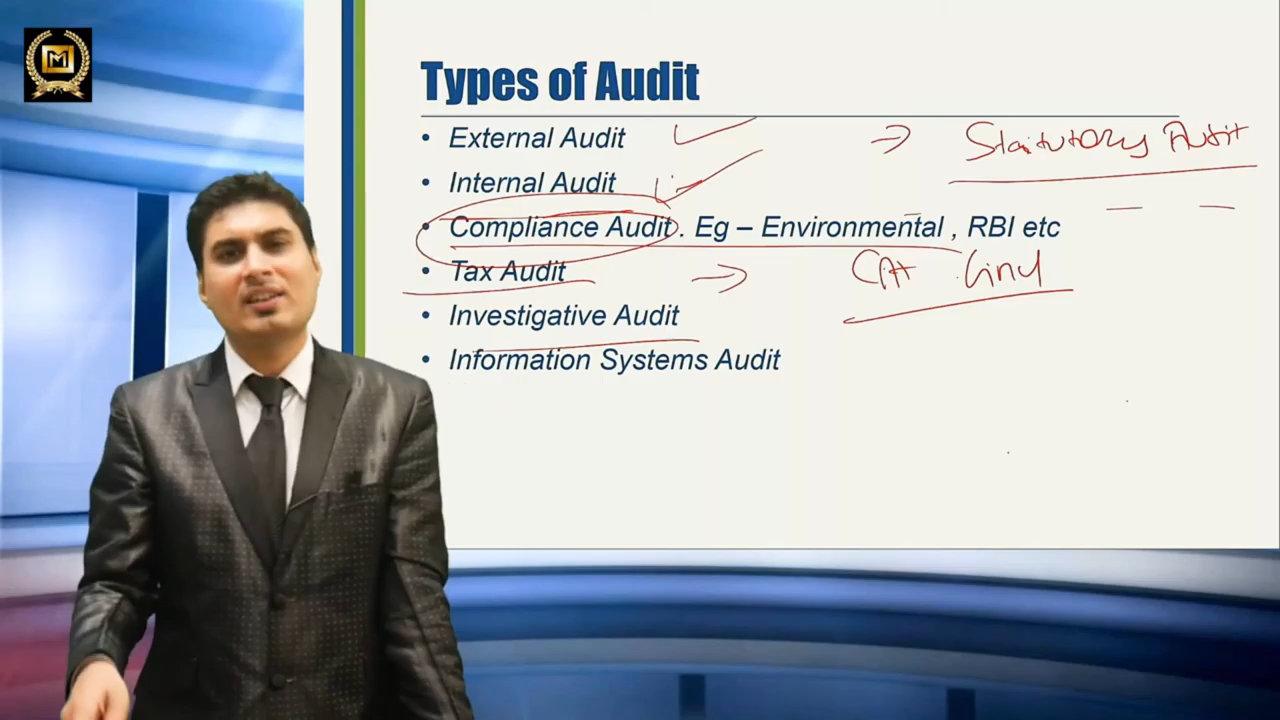 M
Types of Audit
• External Audit → Statutory Audit
• Internal Audit
• Compliance Audit . Eg – Environmental , RBI etc
• Tax Audit →
• Investigative Audit
• Information Systems Audit